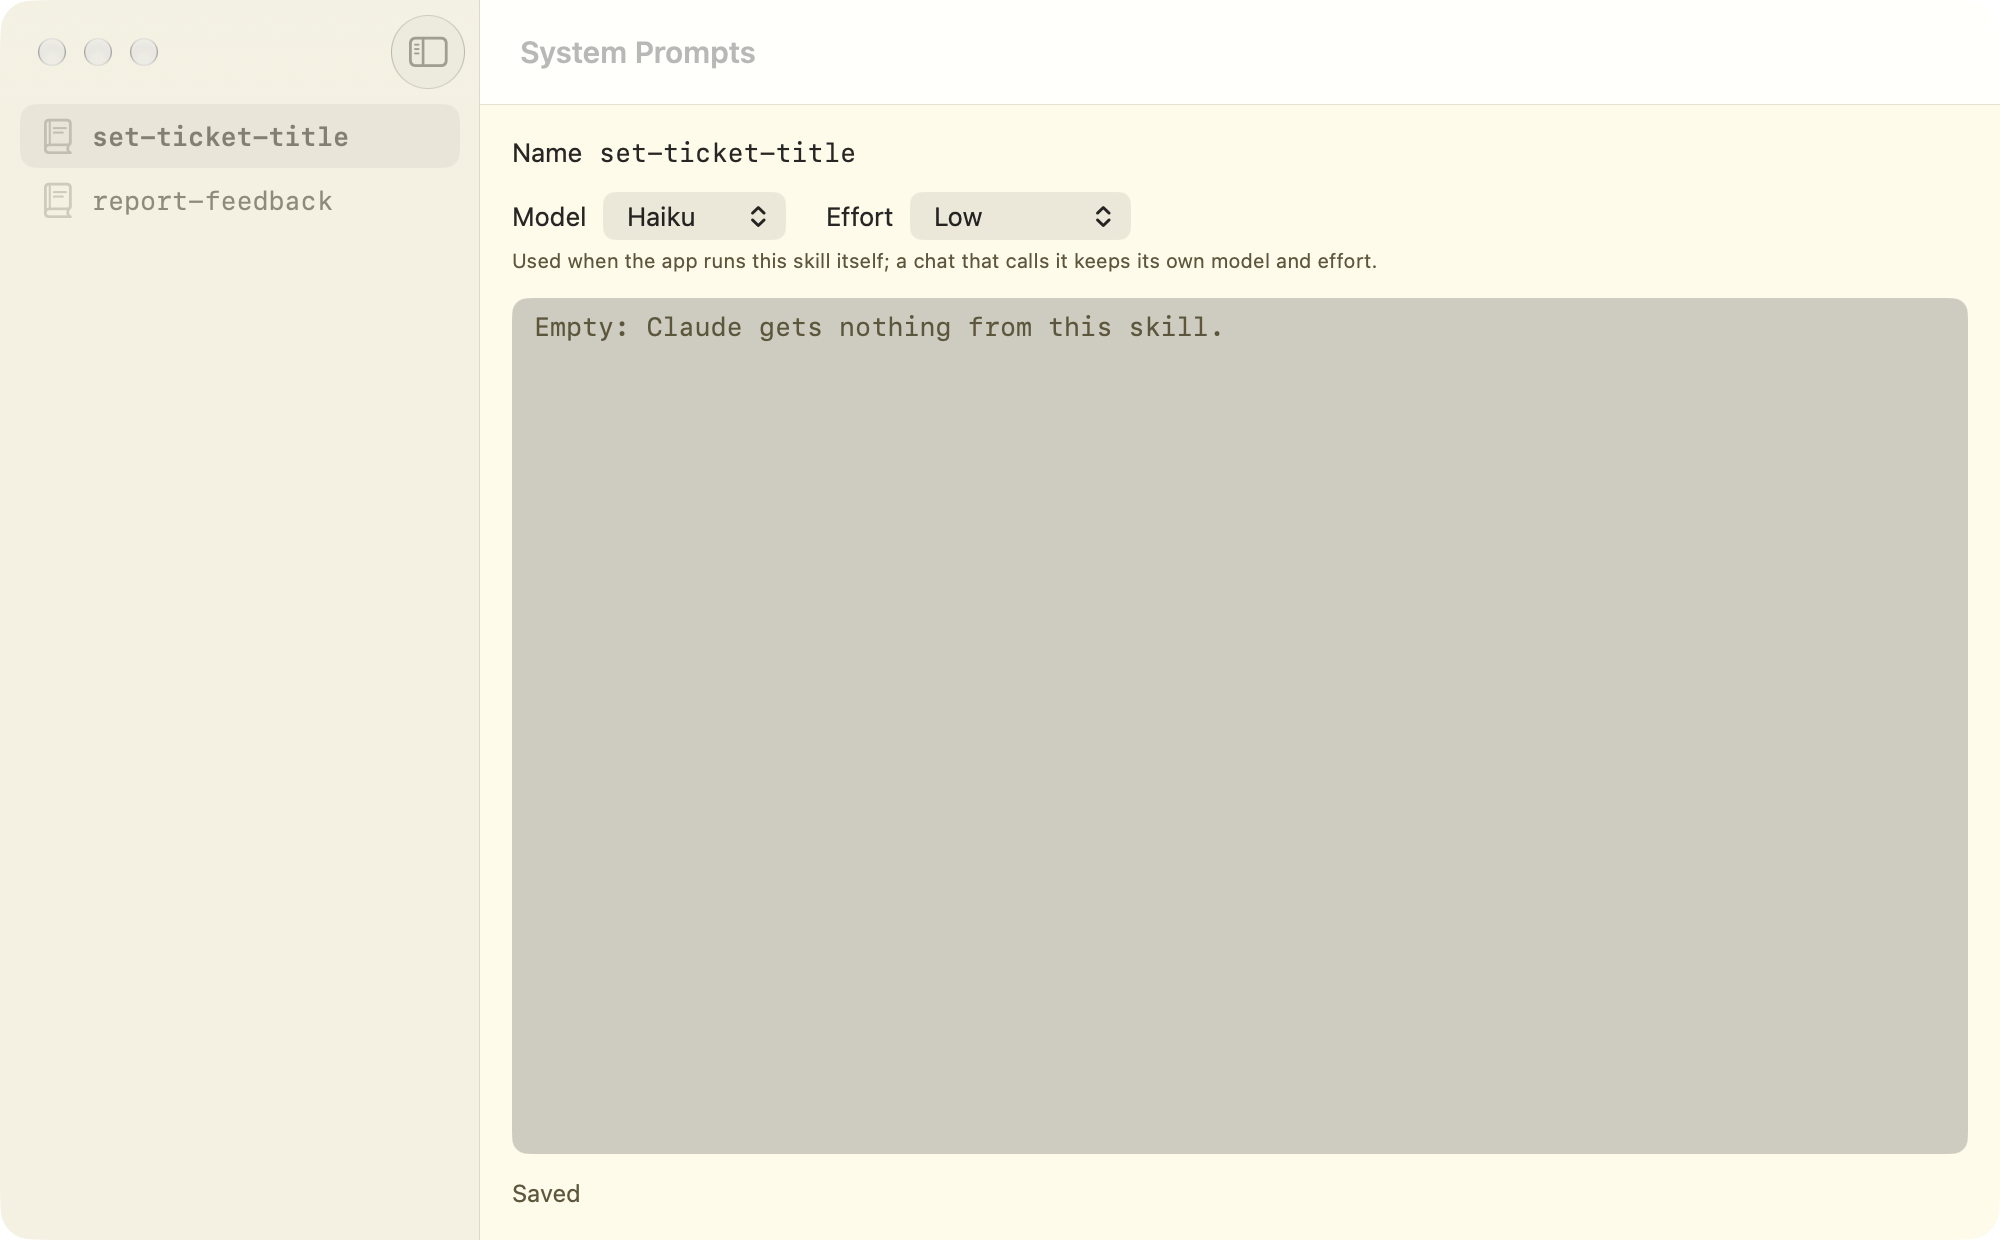 System Prompts
set-ticket-title
report-feedback
Name set-ticket-title
Model Haiku Effort Low
Used when the app runs this skill itself; a chat that calls it keeps its own model and effort.
Empty: Claude gets nothing from this skill.
Saved